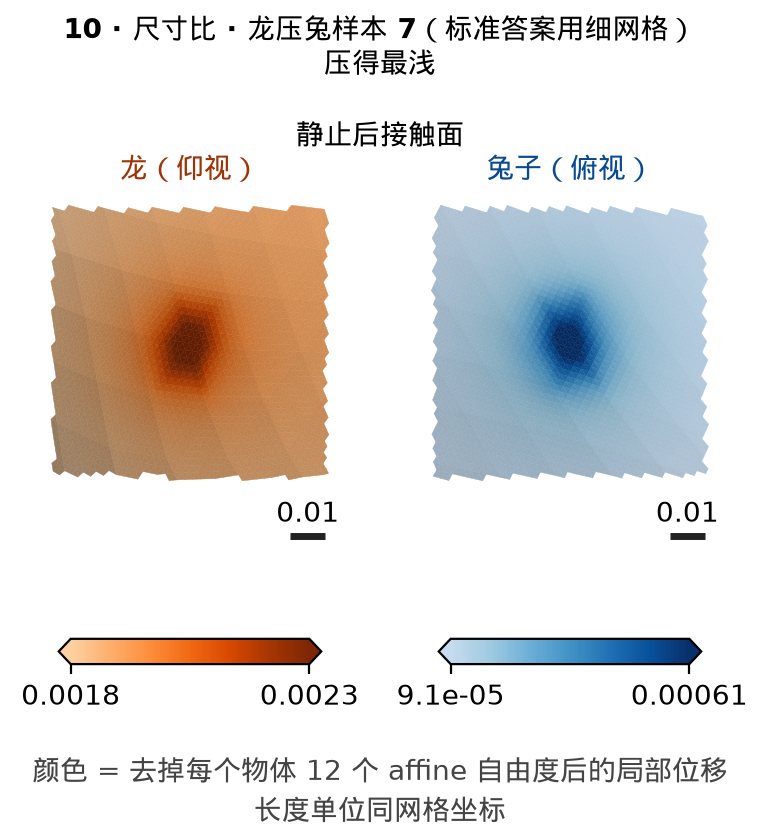 10 · 尺寸比 · 龙压兔样本 7（标准答案用细网格）
压得最浅
静止后接触面
龙（仰视）
兔子（俯视）
0.01
0.01
0.0018
0.0023
9.1e-05
0.00061
颜色 = 去掉每个物体 12 个 affine 自由度后的局部位移
长度单位同网格坐标